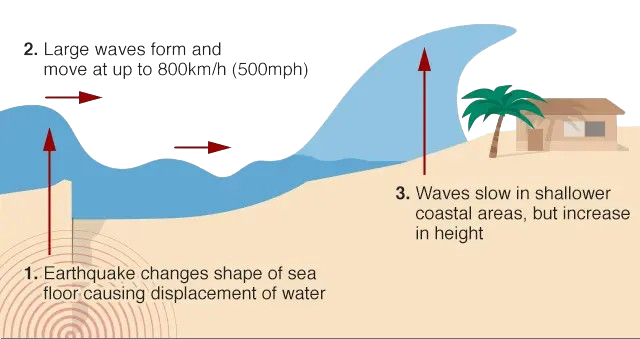 2. Large waves form and
move at up to 800km/h (500mph)
3. Waves slow in shallower
coastal areas, but increase
in height
1. Earthquake changes shape of sea
floor causing displacement of water